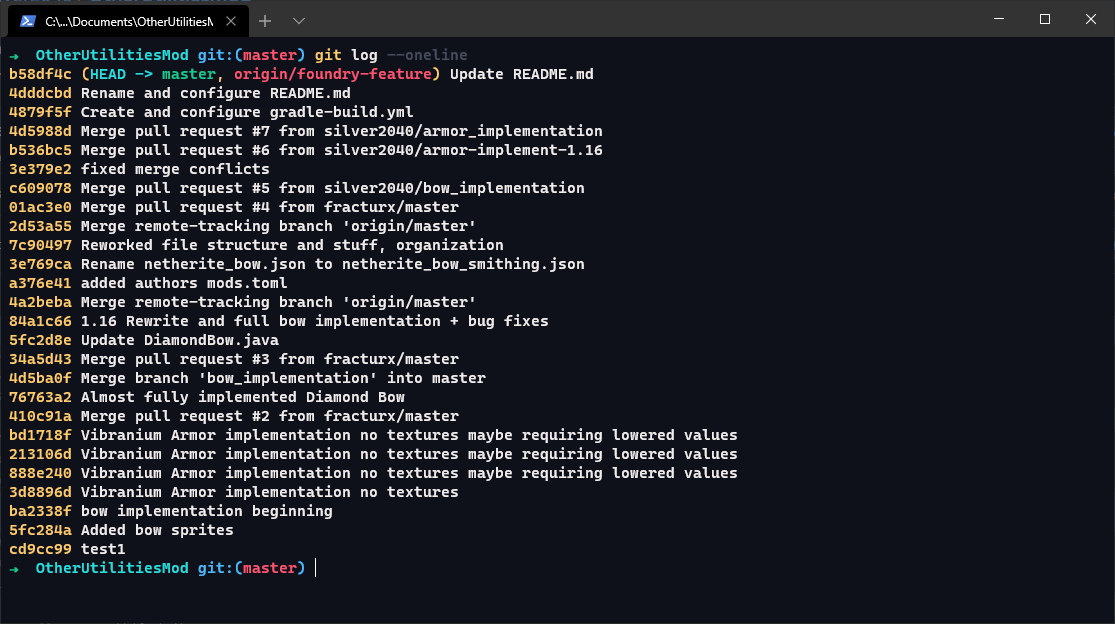 C:\...\Documents\OtherUtilitiesM
→ OtherUtilitiesMod git:(master) git log --oneline
b58df4c (HEAD -> master, origin/foundry-feature) Update README.md
4dddcbd Rename and configure README.md
4879f5f Create and configure gradle-build.yml
4d5988d Merge pull request #7 from silver2040/armor_implementation
b536bc5 Merge pull request #6 from silver2040/armor-implement-1.16
3e379e2 fixed merge conflicts
c609078 Merge pull request #5 from silver2040/bow_implementation
01ac3e0 Merge pull request #4 from fracturx/master
2d53a55 Merge remote-tracking branch 'origin/master'
7c90497 Reworked file structure and stuff, organization
3e769ca Rename netherite_bow.json to netherite_bow_smithing.json
a376e41 added authors mods.toml
4a2beba Merge remote-tracking branch 'origin/master'
84a1c66 1.16 Rewrite and full bow implementation + bug fixes
5fc2d8e Update DiamondBow.java
34a5d43 Merge pull request #3 from fracturx/master
4d5ba0f Merge branch 'bow_implementation' into master
76763a2 Almost fully implemented Diamond Bow
410c91a Merge pull request #2 from fracturx/master
bd1718f Vibranium Armor implementation no textures maybe requiring lowered values
213106d Vibranium Armor implementation no textures maybe requiring lowered values
888e240 Vibranium Armor implementation no textures maybe requiring lowered values
3d8896d Vibranium Armor implementation no textures
ba2338f bow implementation beginning
5fc284a Added bow sprites
cd9cc99 test1
→ OtherUtilitiesMod git:(master)